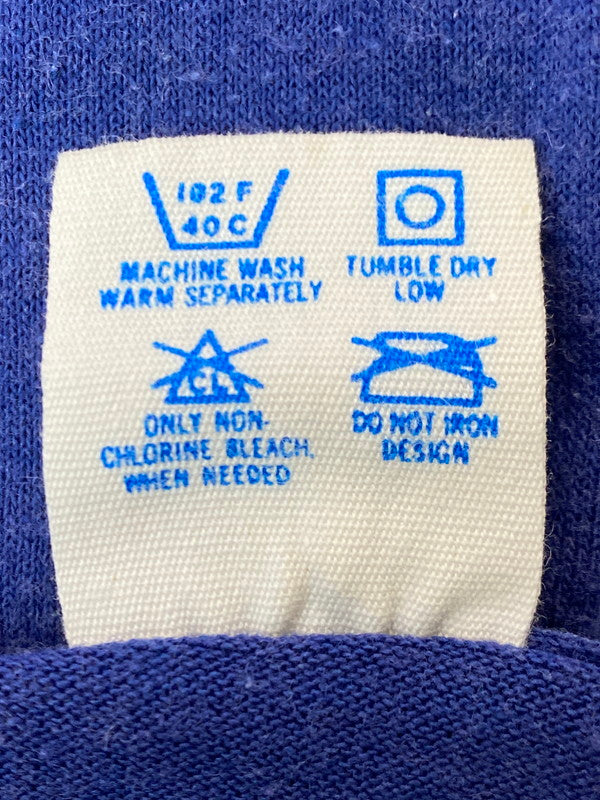 102 F
40 C
MACHINE WASH
WARM SEPARATELY
TUMBLE DRY
LOW
CL
ONLY NON-
CHLORINE BLEACH,
WHEN NEEDED
DO NOT IRON
DESIGN